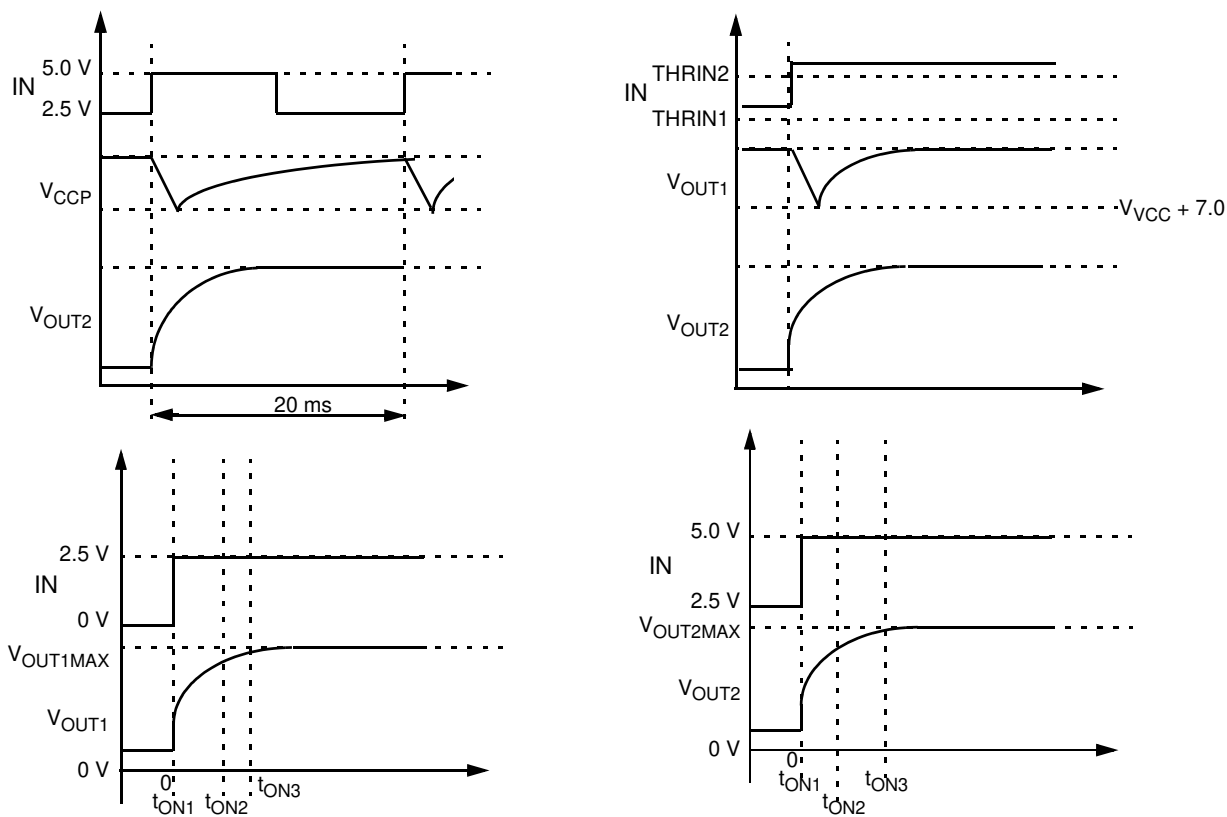 5.0 V
IN
2.5 V
VCCP
VOUT2
20 ms
THRIN2
IN
THRIN1
VOUT1
VVCC + 7.0
VOUT2
2.5 V
IN
0 V
VOUT1MAX
VOUT1
0 V
0
tON1
tON2
tON3
5.0 V
IN
2.5 V
VOUT2MAX
VOUT2
0 V
0
tON1
tON2
tON3